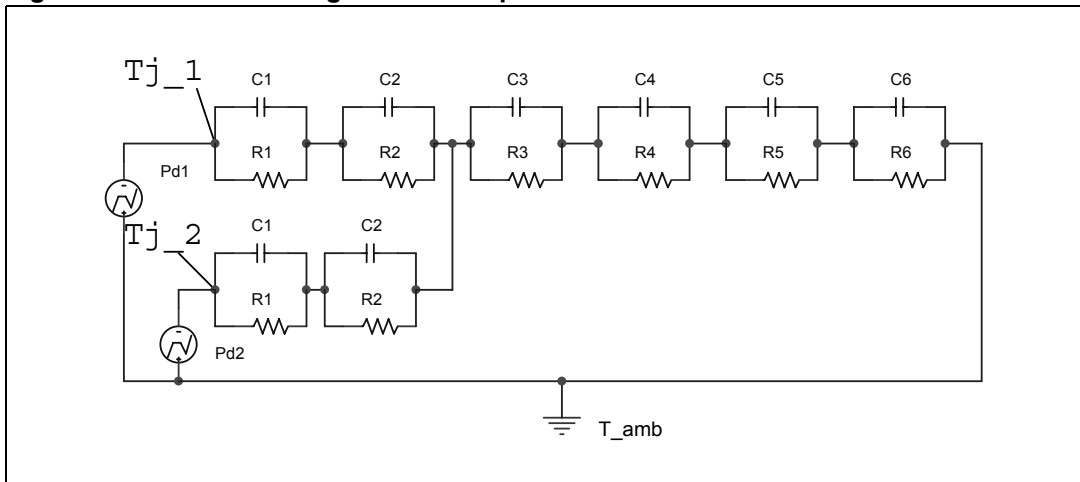 Tj_1
C1 C2 C3 C4 C5 C6
R1 R2 R3 R4 R5 R6
Pd1
Tj_2
C1 C2
R1 R2
Pd2
T_amb